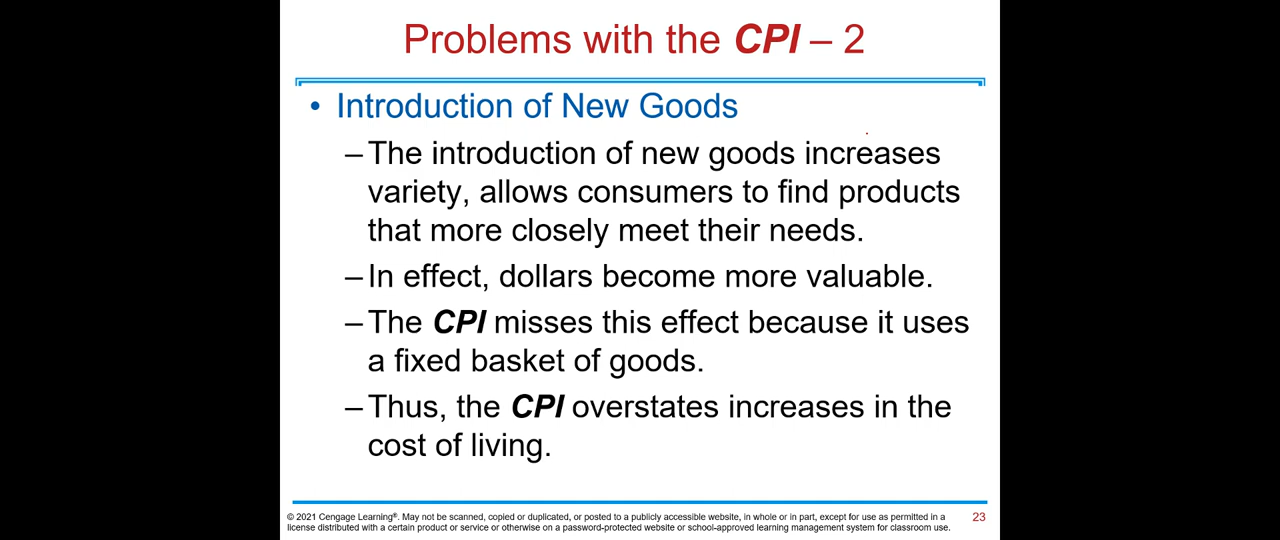 Problems with the CPI – 2
• Introduction of New Goods
– The introduction of new goods increases
variety, allows consumers to find products
that more closely meet their needs.
– In effect, dollars become more valuable.
– The CPI misses this effect because it uses
a fixed basket of goods.
– Thus, the CPI overstates increases in the
cost of living.
© 2021 Cengage Learning®. May not be scanned, copied or duplicated, or posted to a publicly accessible website, in whole or in part, except for use as permitted in a
license distributed with a certain product or service or otherwise on a password-protected website or school-approved learning management system for classroom use.
23